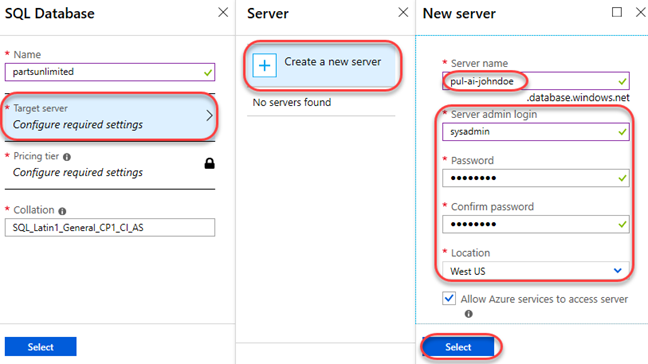 SQL Database
* Name
partsunlimited
* Target server
Configure required settings
* Pricing tier
Configure required settings
* Collation
SQL_Latin1_General_CP1_CI_AS
Select
Server
Create a new server
No servers found
New server
* Server name
pul-ai-johndoe
.database.windows.net
* Server admin login
sysadmin
* Password
••••••••
* Confirm password
••••••••
* Location
West US
Allow Azure services to access server
Select